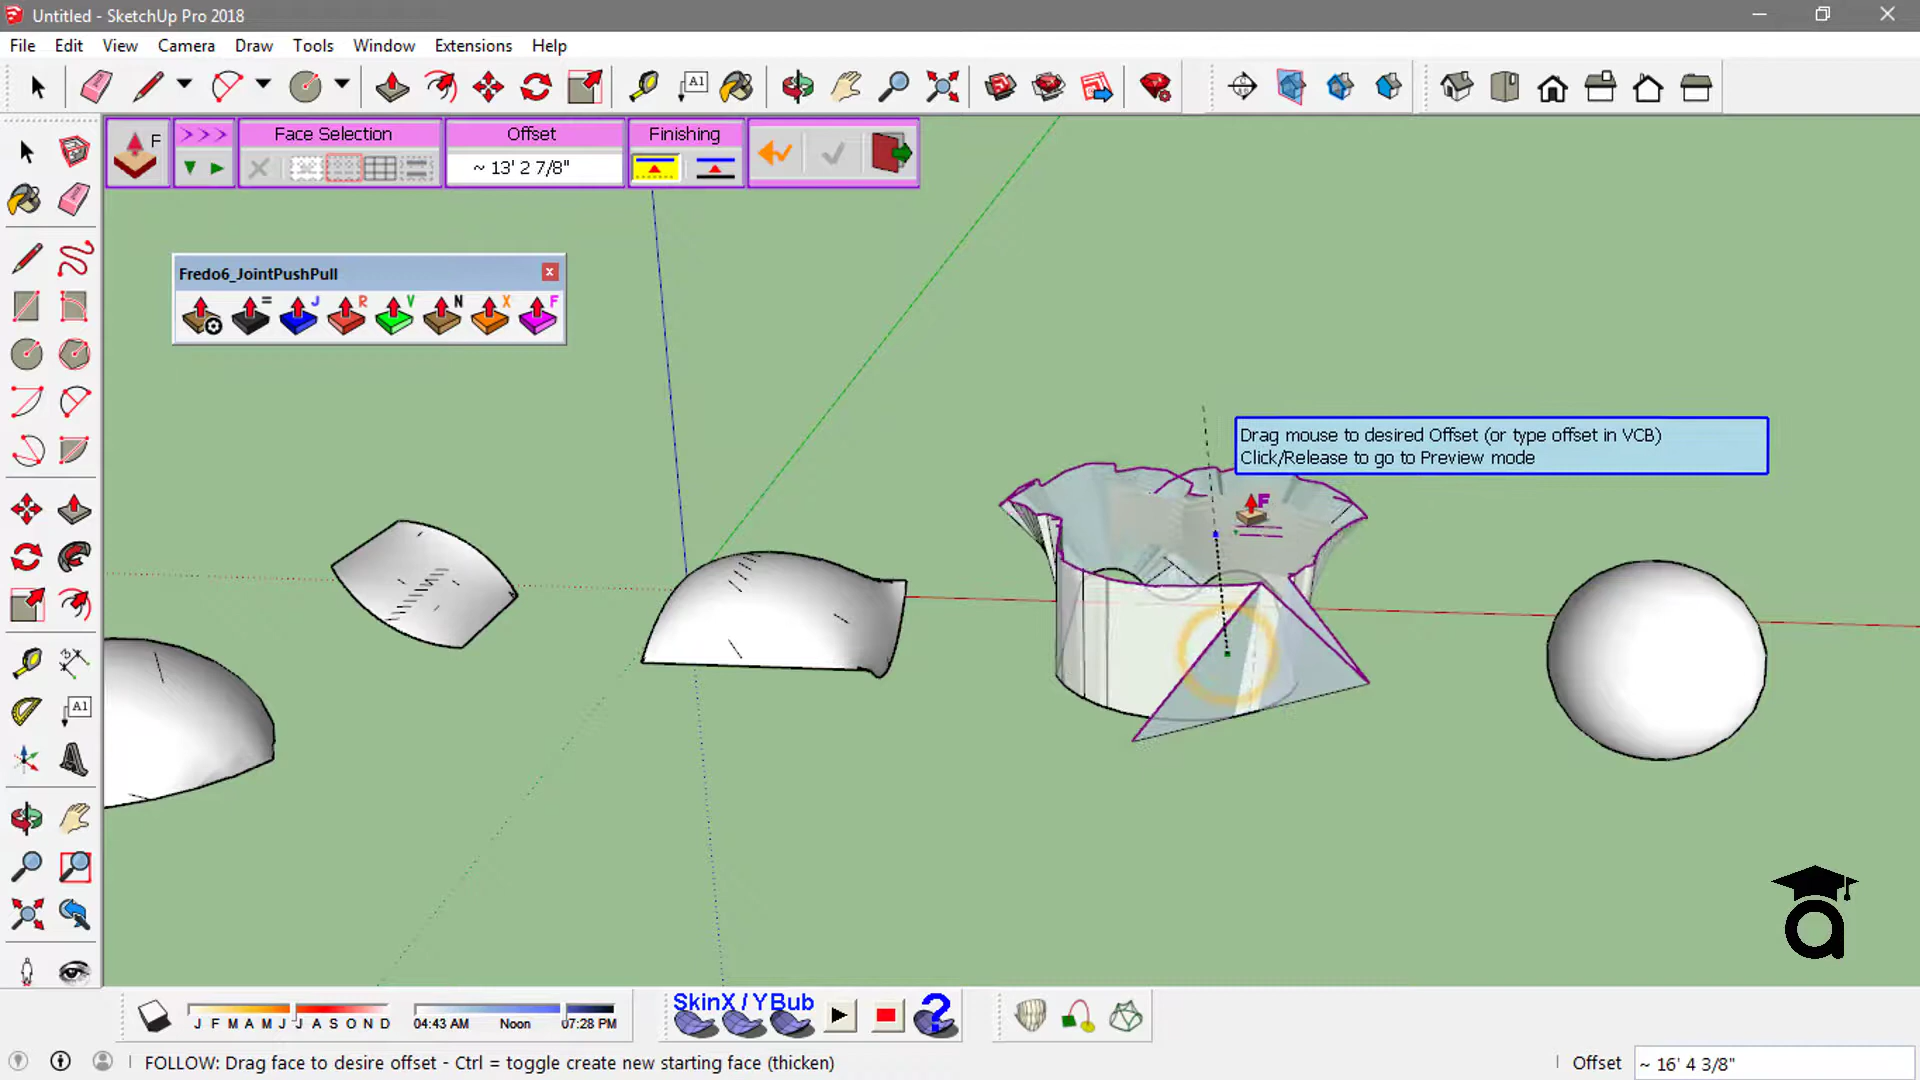 Untitled - SketchUp Pro 2018
File Edit View Camera Draw Tools Window Extensions Help
A1
F >>> Face Selection Offset Finishing
~ 13' 2 7/8"
Fredo6_JointPushPull
= J R V N X F
Drag mouse to desired Offset (or type offset in VCB)
Click/Release to go to Preview mode
F
A1
a
SkinX / YBub
J F M A M J J A S O N D 04:43 AM Noon 07:28 PM
?
FOLLOW: Drag face to desire offset - Ctrl = toggle create new starting face (thicken) Offset ~ 16' 4 3/8"